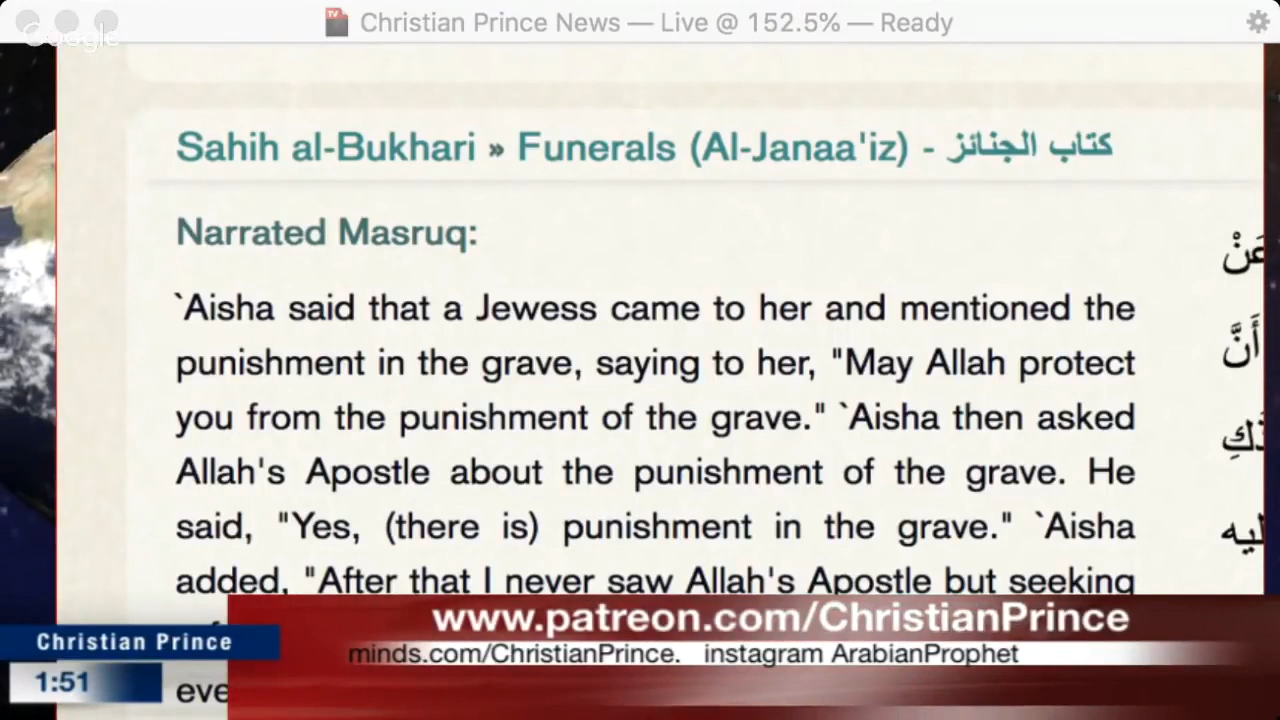 Christian Prince News — Live @ 152.5% — Ready
Google
Sahih al-Bukhari » Funerals (Al-Janaa'iz) - كتاب الجنائز
Narrated Masruq:
عَنْ
`Aisha said that a Jewess came to her and mentioned the
أَنَّ
punishment in the grave, saying to her, "May Allah protect
you from the punishment of the grave." `Aisha then asked
Allah's Apostle about the punishment of the grave. He
said, "Yes, (there is) punishment in the grave." `Aisha
added, "After that I never saw Allah's Apostle but seeking
www.patreon.com/ChristianPrince
Christian Prince
minds.com/ChristianPrince. instagram ArabianProphet
1:51
eve